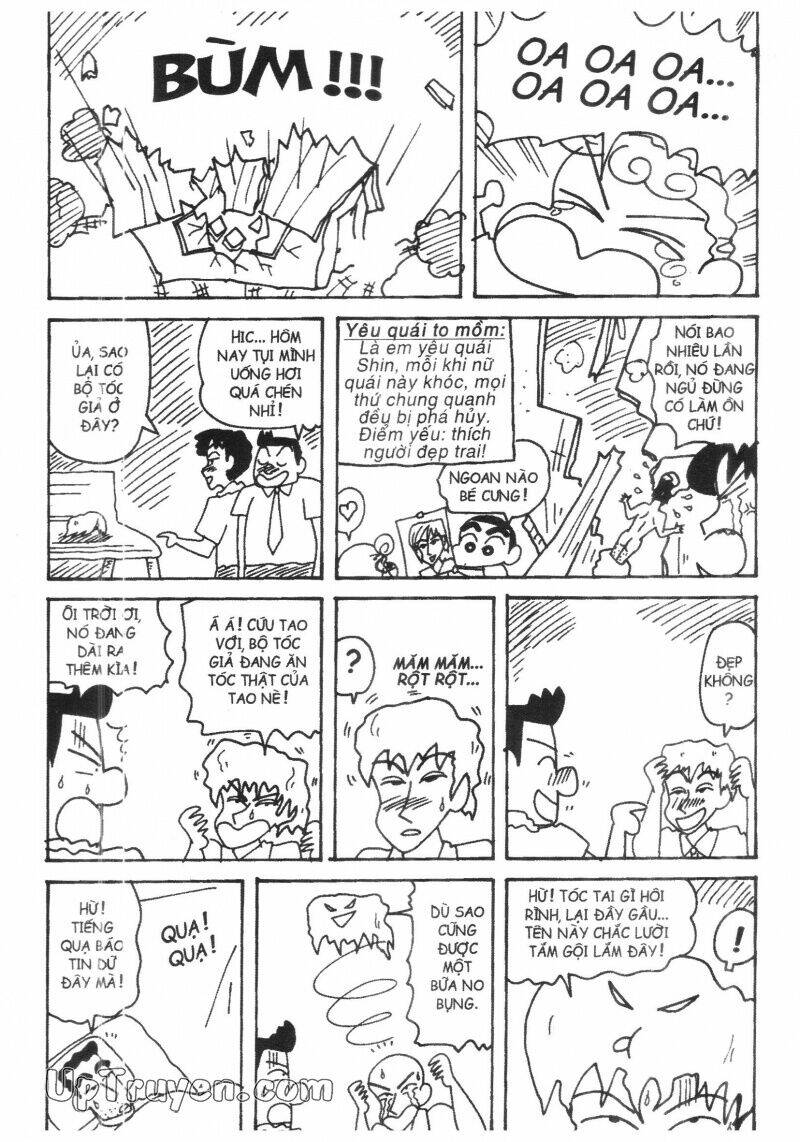 OA OA OA...
OA OA OA...
BÙM!!!
NÓI BAO
NHIÊU LẦN
RỒI, NÓ ĐANG
NGỦ ĐỪNG
CÓ LÀM ỒN
CHỨ!
Yêu quái to mồm:
Là em yêu quái
Shin, mỗi khi nữ
quái này khóc, mọi
thứ chung quanh
đều bị phá hủy.
Điểm yếu: thích
người đẹp trai!
NGOAN NÀO
BÉ CƯNG!
HIC... HÔM
NAY TỤI MÌNH
UỐNG HƠI
QUÁ CHÉN
NHỈ!
ỦA, SAO
LẠI CÓ
BỘ TÓC
GIẢ Ở
ĐÂY?
ĐẸP
KHÔNG
?
MĂM MĂM...
RỘT RỘT...
?
Á Á! CỨU TAO
VỚI, BỘ TÓC
GIẢ ĐANG ĂN
TÓC THẬT CỦA
TAO NÈ!
ÔI TRỜI ƠI,
NÓ ĐANG
DÀI RA
THÊM KÌA!
HỪ! TÓC TAI GÌ HÔI
RÌNH, LẠI ĐẦY GẦU...
TÊN NÀY CHẮC LƯỜI
TẮM GỘI LẮM ĐÂY!
!
DÙ SAO
CŨNG
ĐƯỢC
MỘT
BỮA NO
BỤNG.
QUẠ!
QUẠ!
HỪ!
TIẾNG
QUẠ BÁO
TIN DỮ
ĐÂY MÀ!
UpTruyen.com